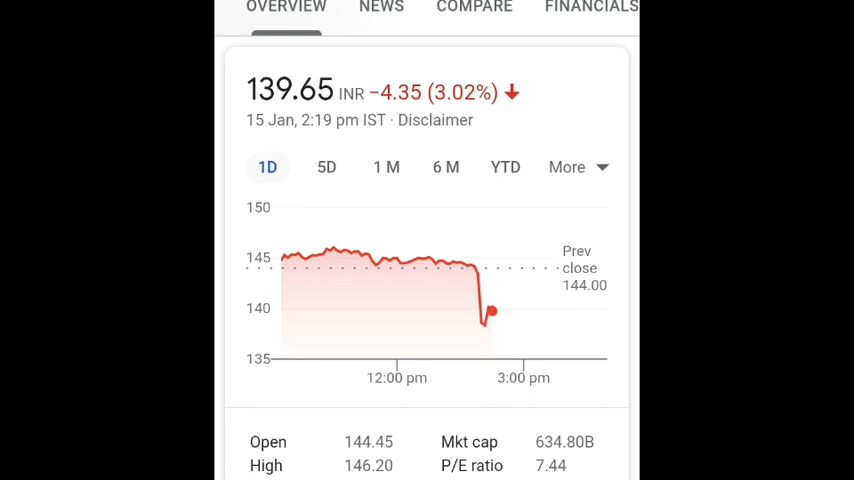 OVERVIEW NEWS COMPARE FINANCIALS
139.65 INR −4.35 (3.02%)
15 Jan, 2:19 pm IST · Disclaimer
1D 5D 1 M 6 M YTD More
150
145
140
135
Prev
close
144.00
12:00 pm 3:00 pm
Open 144.45 Mkt cap 634.80B
High 146.20 P/E ratio 7.44